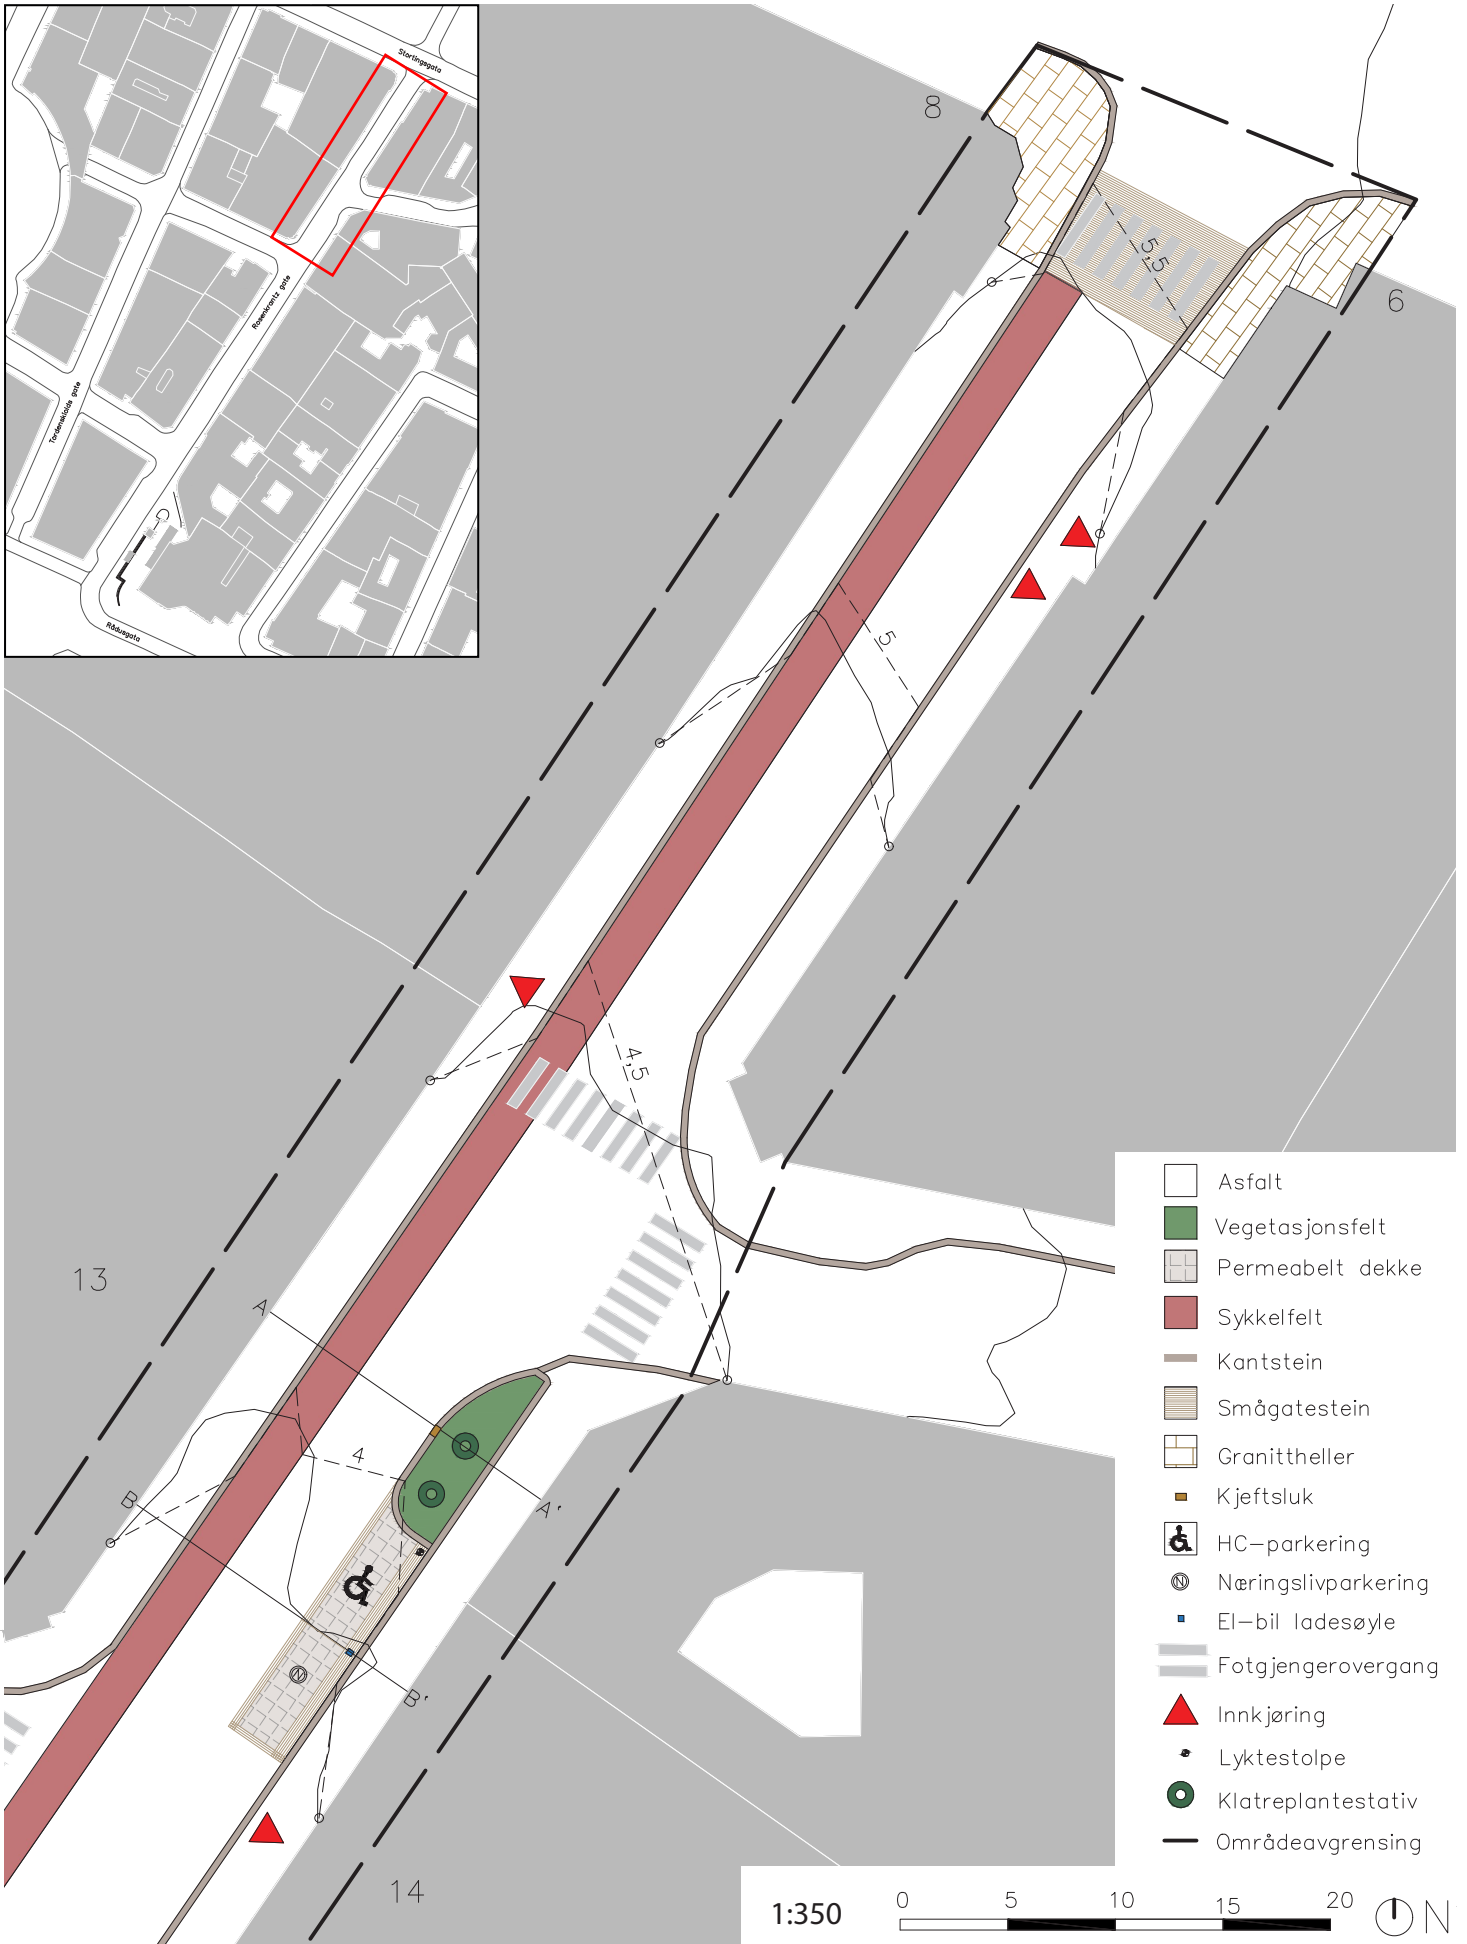 Stortingsgata
Rosenkrantz gate
Tordenskiolds gate
Rådusgata
8
6
5,5
5
4,5
13
A
4
B
A'
N
B'
14
Asfalt
Vegetasjonsfelt
Permeabelt dekke
Sykkelfelt
Kantstein
Smågatestein
Granittheller
Kjeftsluk
HC-parkering
N Næringslivparkering
El-bil ladesøyle
Fotgjengerovergang
Innkjøring
Lyktestolpe
Klatreplantestativ
Områdeavgrensing
1:350
0 5 10 15 20
N